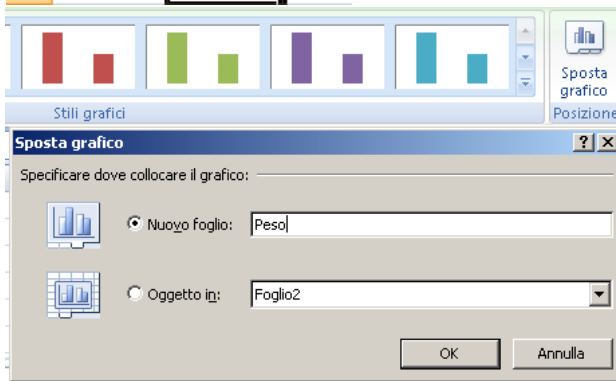 Sposta
grafico
Stili grafici
Posizione
Sposta grafico
Specificare dove collocare il grafico:
Nuovo foglio:
Peso
Oggetto in:
Foglio2
OK
Annulla